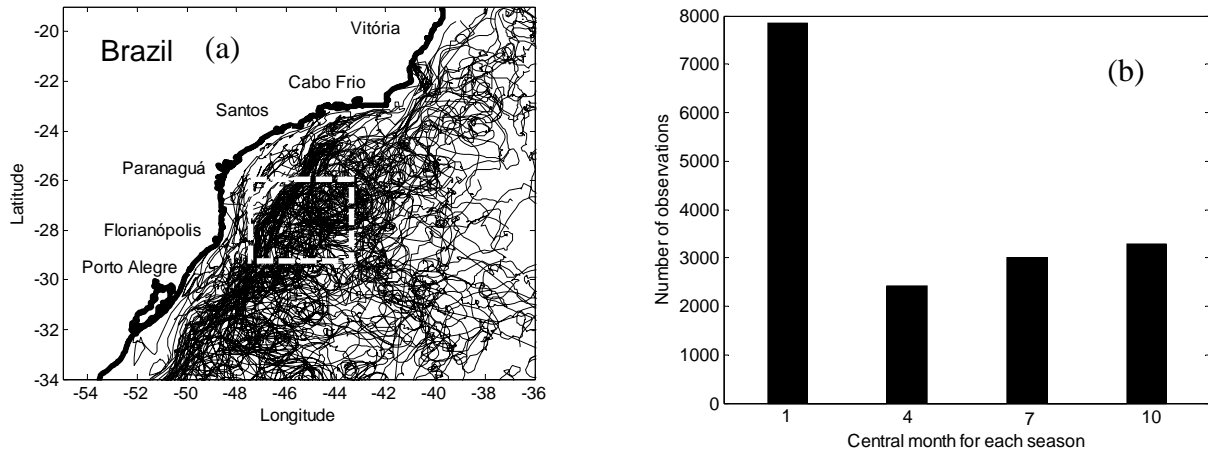 Brazil
(a)
Vitória
Cabo Frio
Santos
Paranaguá
Florianópolis
Porto Alegre
Latitude
-20
-22
-24
-26
-28
-30
-32
-34
-54 -52 -50 -48 -46 -44 -42 -40 -38 -36
Longitude
(b)
Number of observations
8000
7000
6000
5000
4000
3000
2000
1000
0
1 4 7 10
Central month for each season